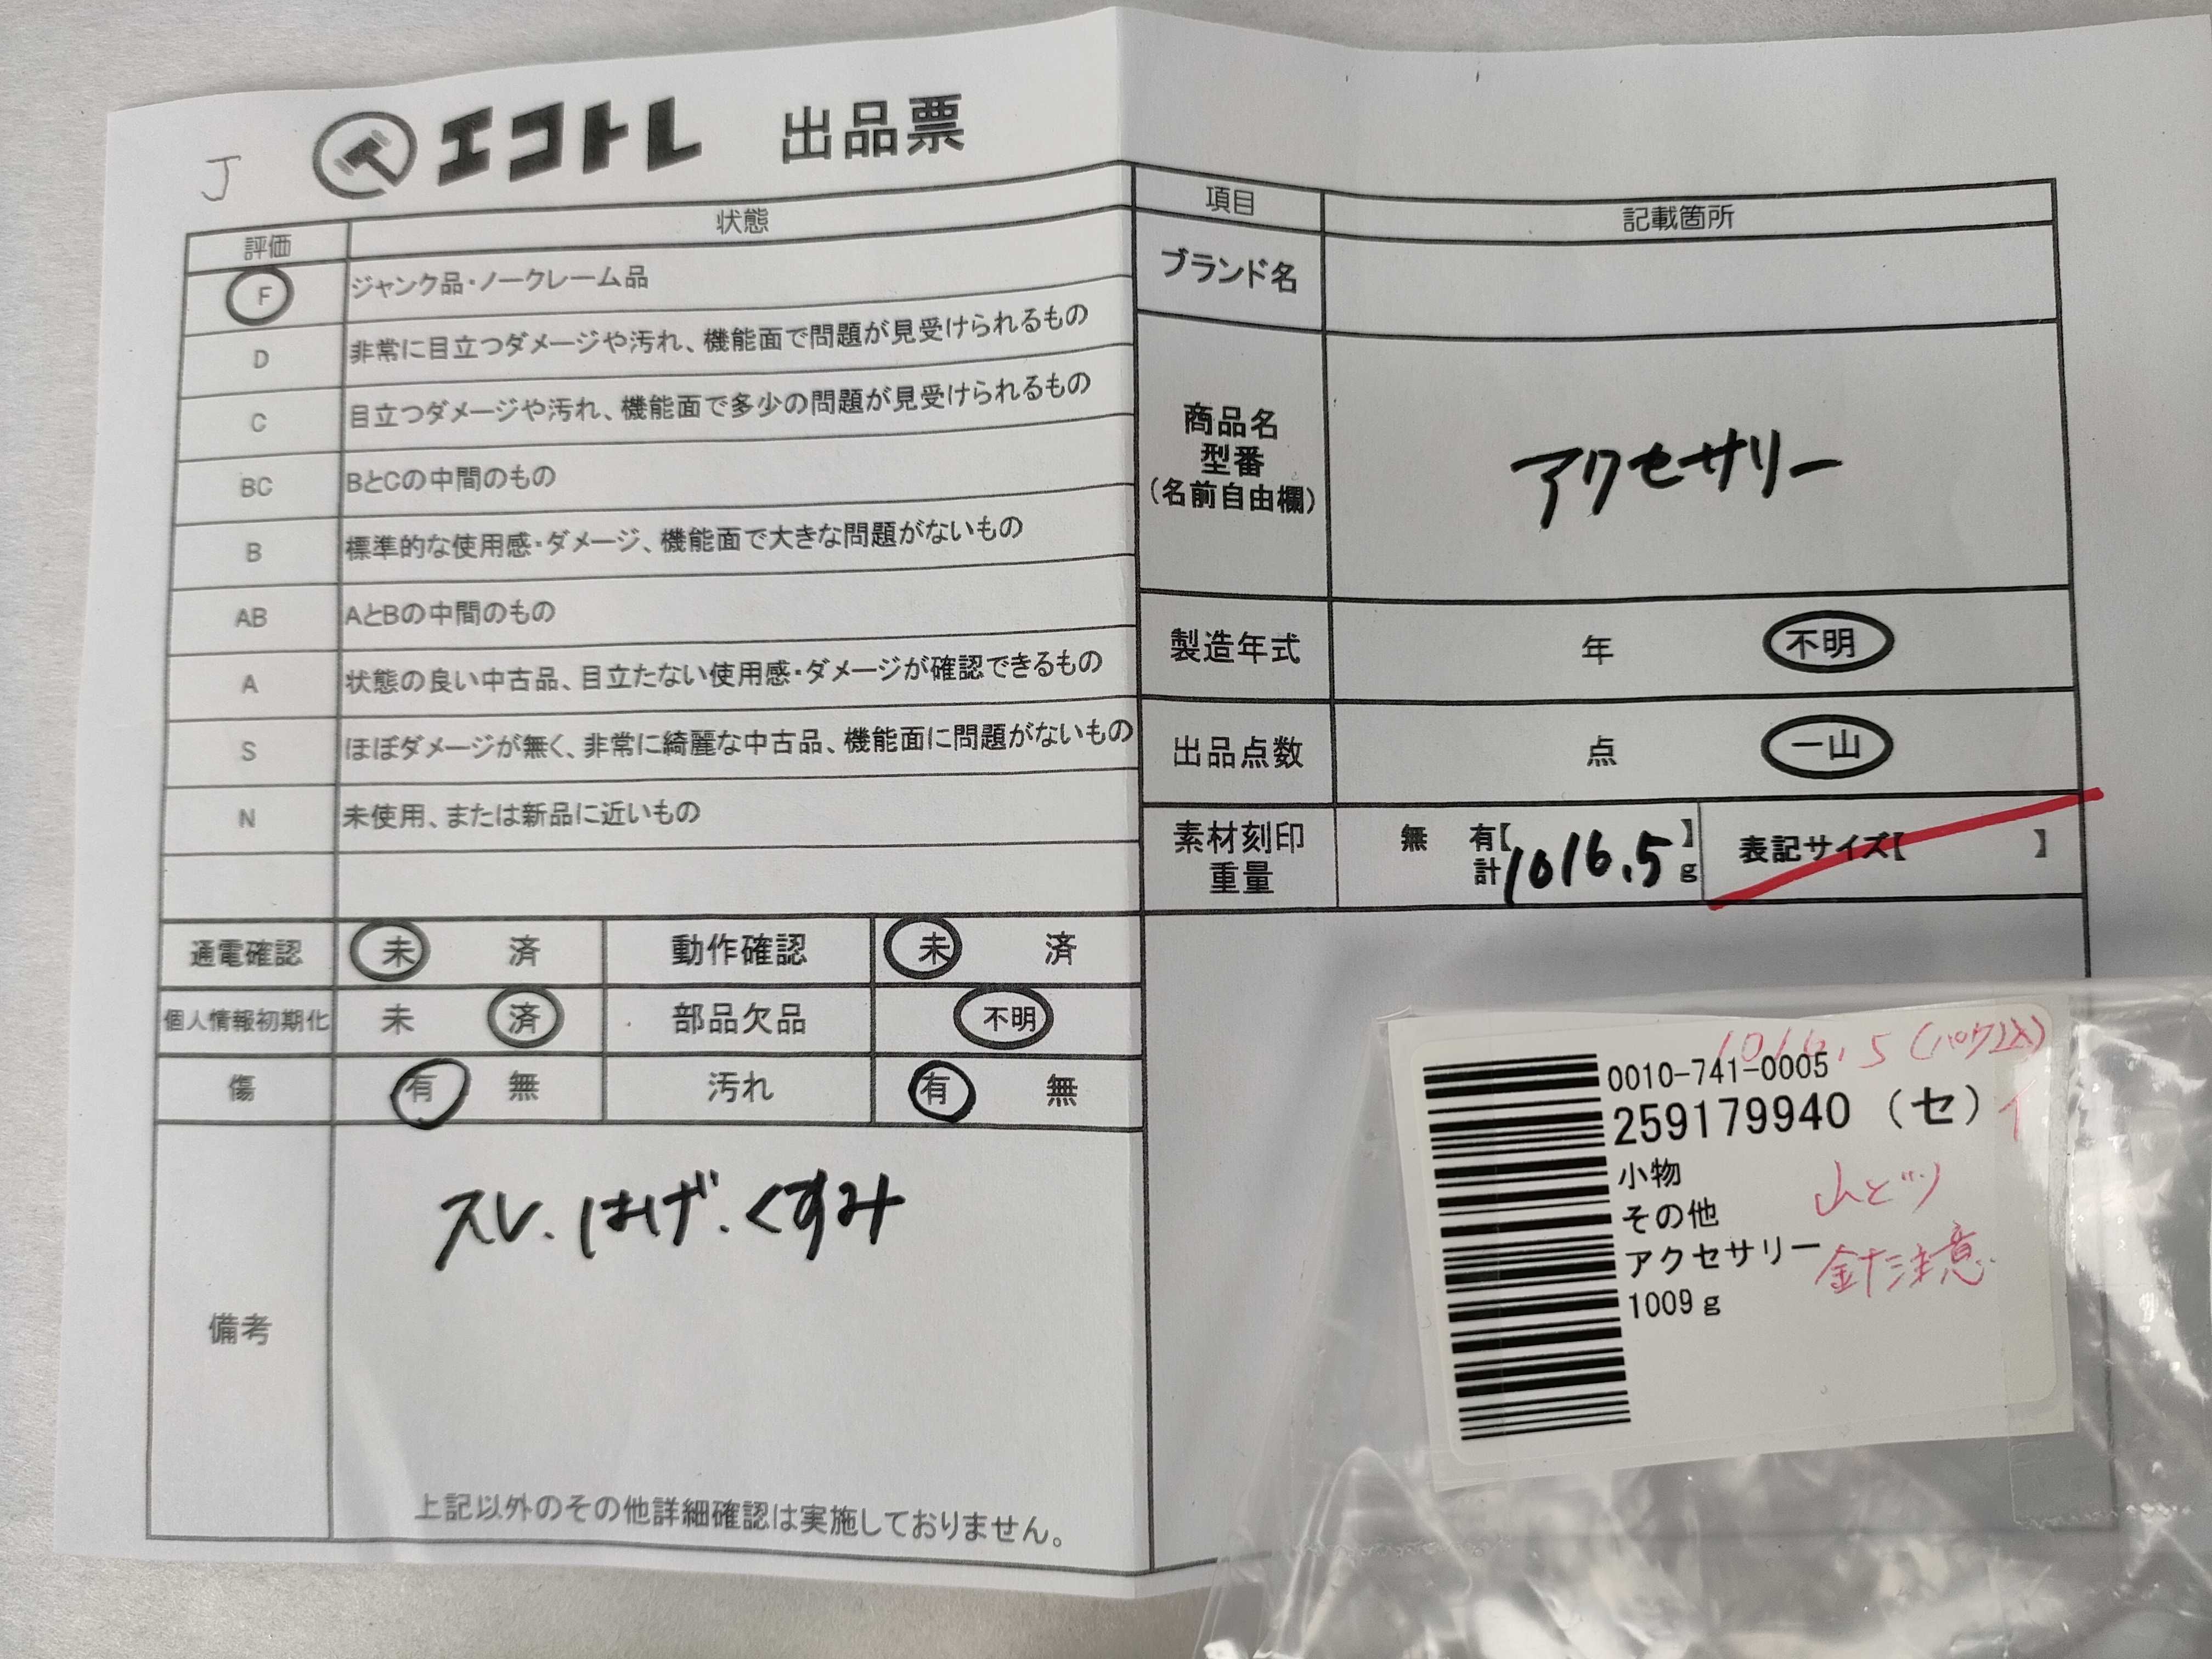 J
エコトレ 出品票
評価 状態
F ジャンク品・ノークレーム品
D 非常に目立つダメージや汚れ、機能面で問題が見受けられるもの
C 目立つダメージや汚れ、機能面で多少の問題が見受けられるもの
BC BとCの中間のもの
B 標準的な使用感・ダメージ、機能面で大きな問題がないもの
AB AとBの中間のもの
A 状態の良い中古品、目立たない使用感・ダメージが確認できるもの
S ほぼダメージが無く、非常に綺麗な中古品、機能面に問題がないもの
N 未使用、または新品に近いもの
通電確認 未 済 動作確認 未 済
個人情報初期化 未 済 部品欠品 不明
傷 有 無 汚れ 有 無
備考
スレ.はげ.くすみ
上記以外のその他詳細確認は実施しておりません。
項目 記載箇所
ブランド名
商品名
型番
(名前自由欄)
アクセサリー
製造年式 年 不明
出品点数 点 一山
素材刻印 無 有【 】
重量 計 1016.5 g
表記サイズ【 】
1016.5
0010-741-0005
259179940 (セ)
小物
その他
アクセサリー
1009g
山とツ
針注意